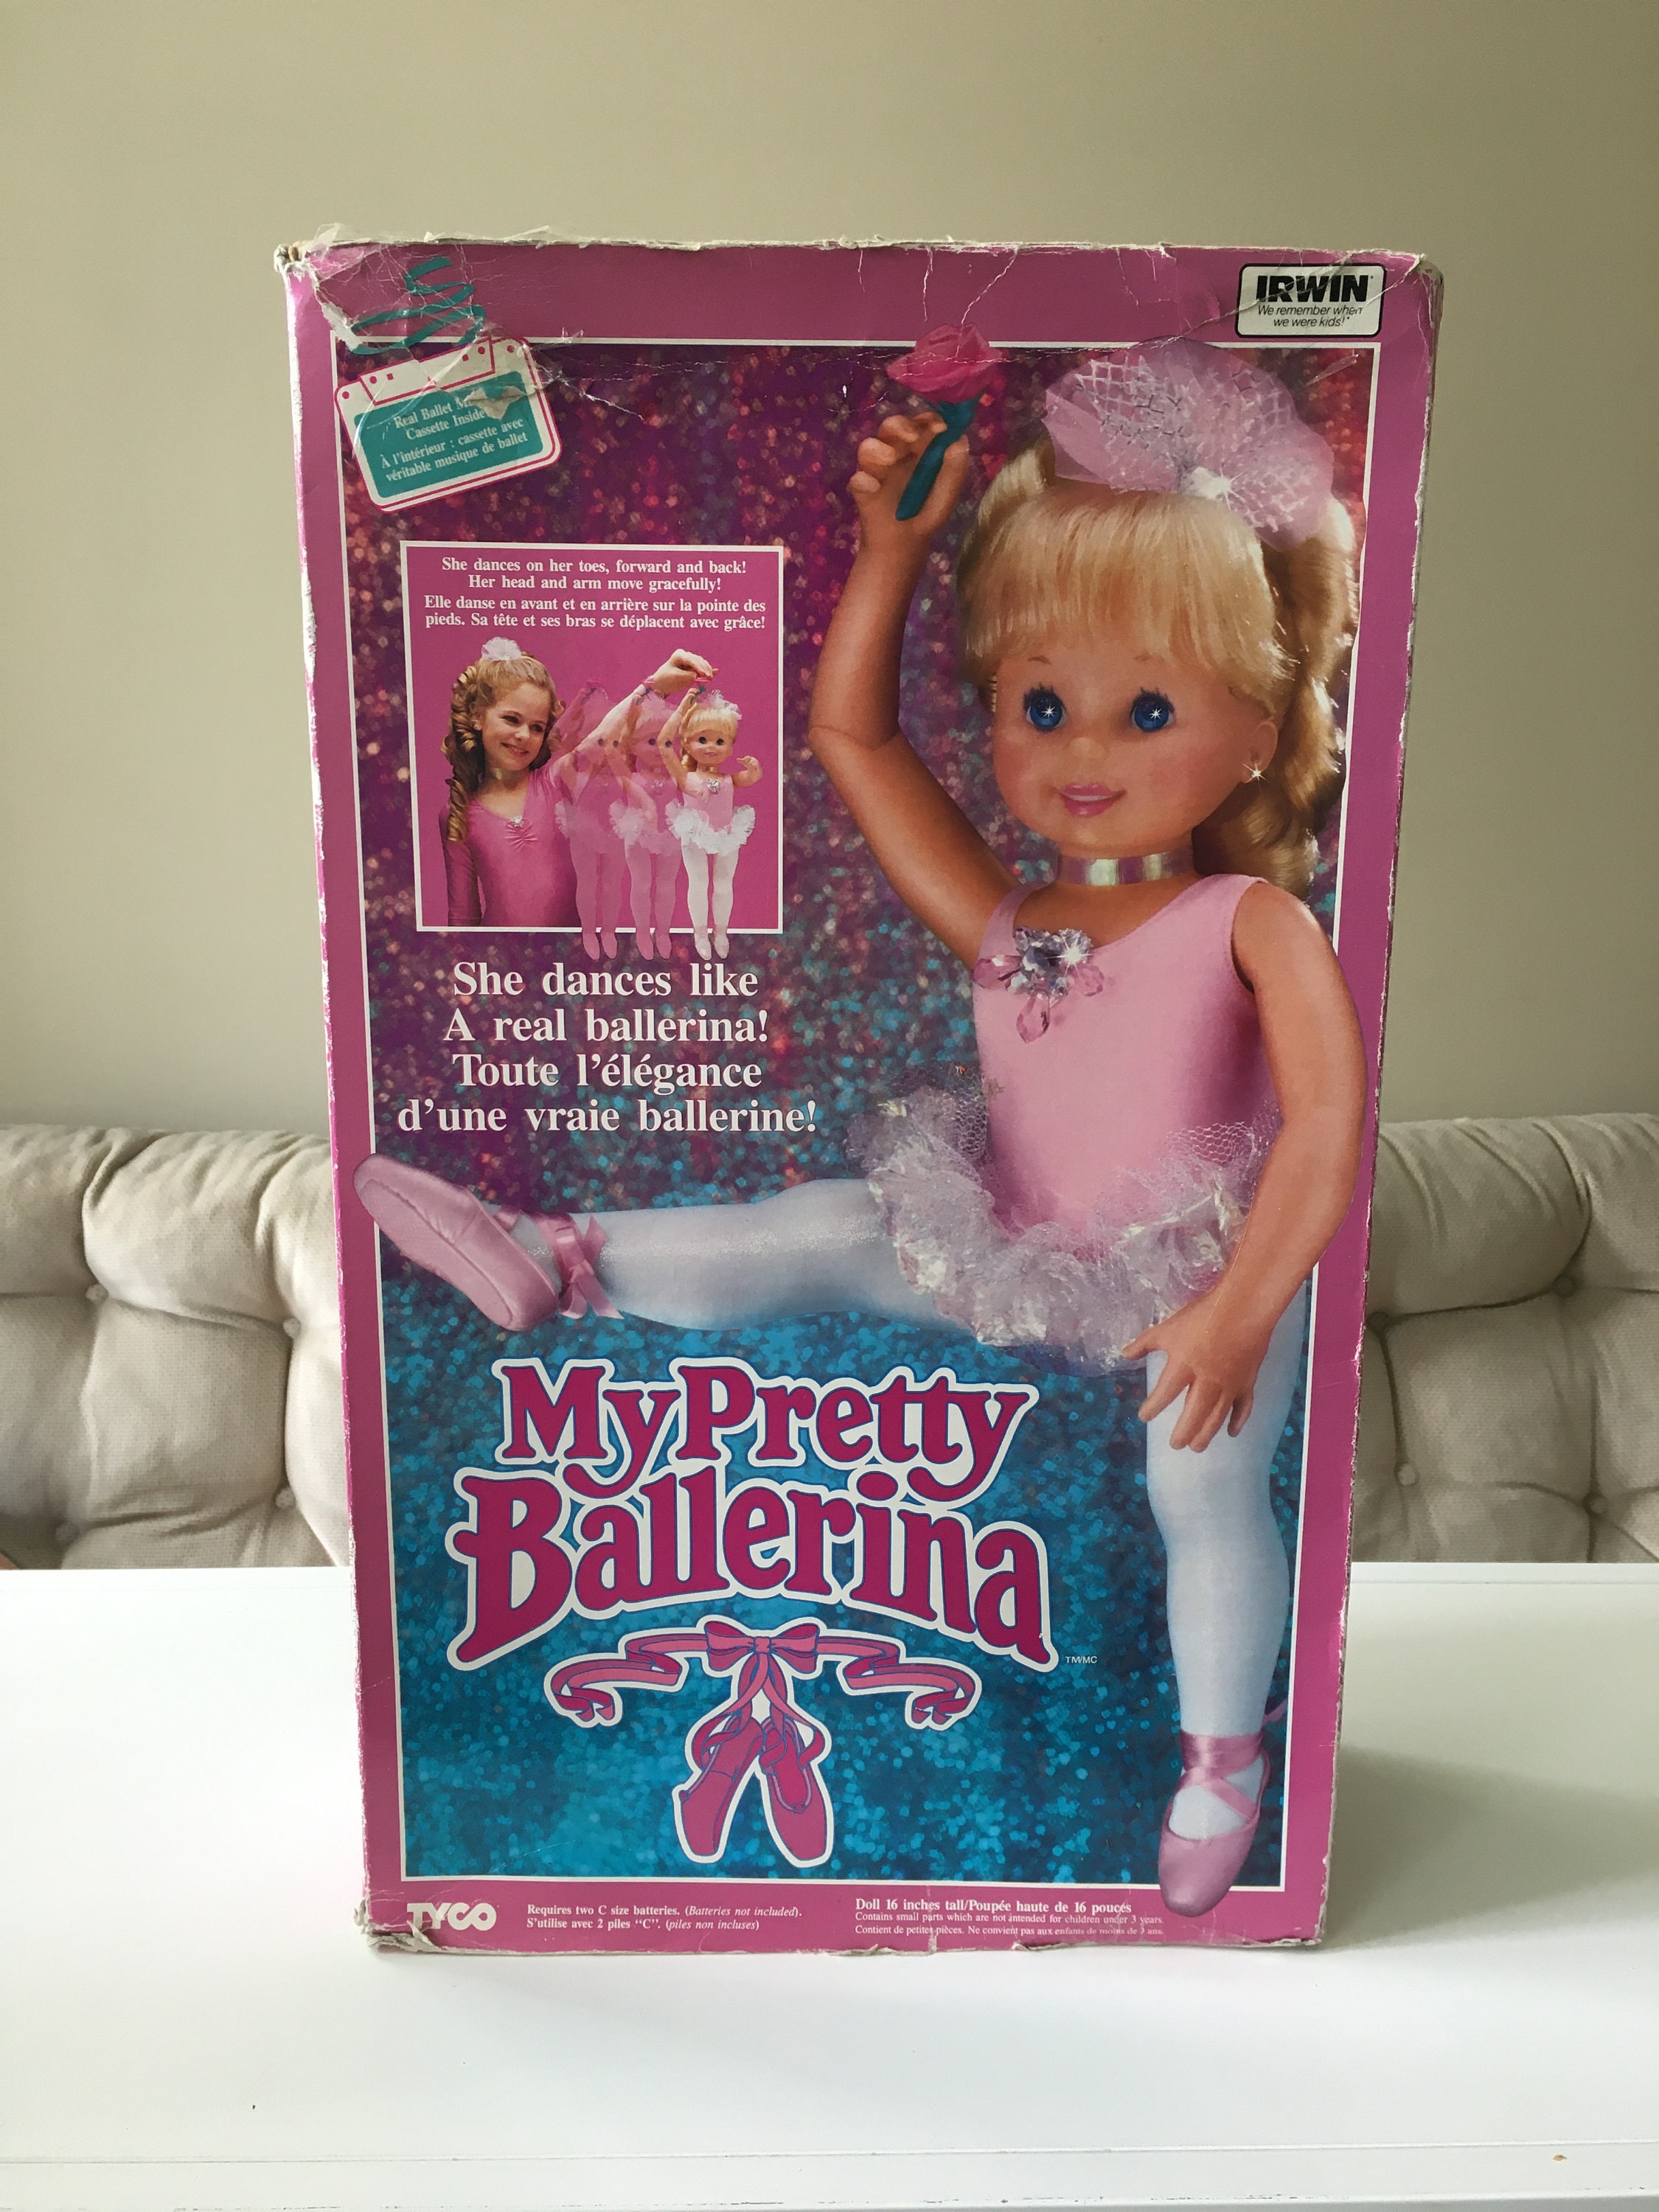 IRWIN
We remember when
we were kids!
Real Ballet
Cassette Inside
À l'intérieur : cassette avec
véritable musique de ballet
She dances on her toes, forward and back!
Her head and arm move gracefully!
Elle danse en avant et en arrière sur la pointe des
pieds. Sa tête et ses bras se déplacent avec grâce!
She dances like
A real ballerina!
Toute l'élégance
d'une vraie ballerine!
My Pretty
Ballerina
TM/MC
TYCO
Requires two C size batteries. (Batteries not included).
S'utilise avec 2 piles "C". (piles non incluses)
Doll 16 inches tall/Poupée haute de 16 pouces
Contains small parts which are not intended for children under 3 years.
Contient de petites pièces. Ne convient pas aux enfants de moins de 3 ans.